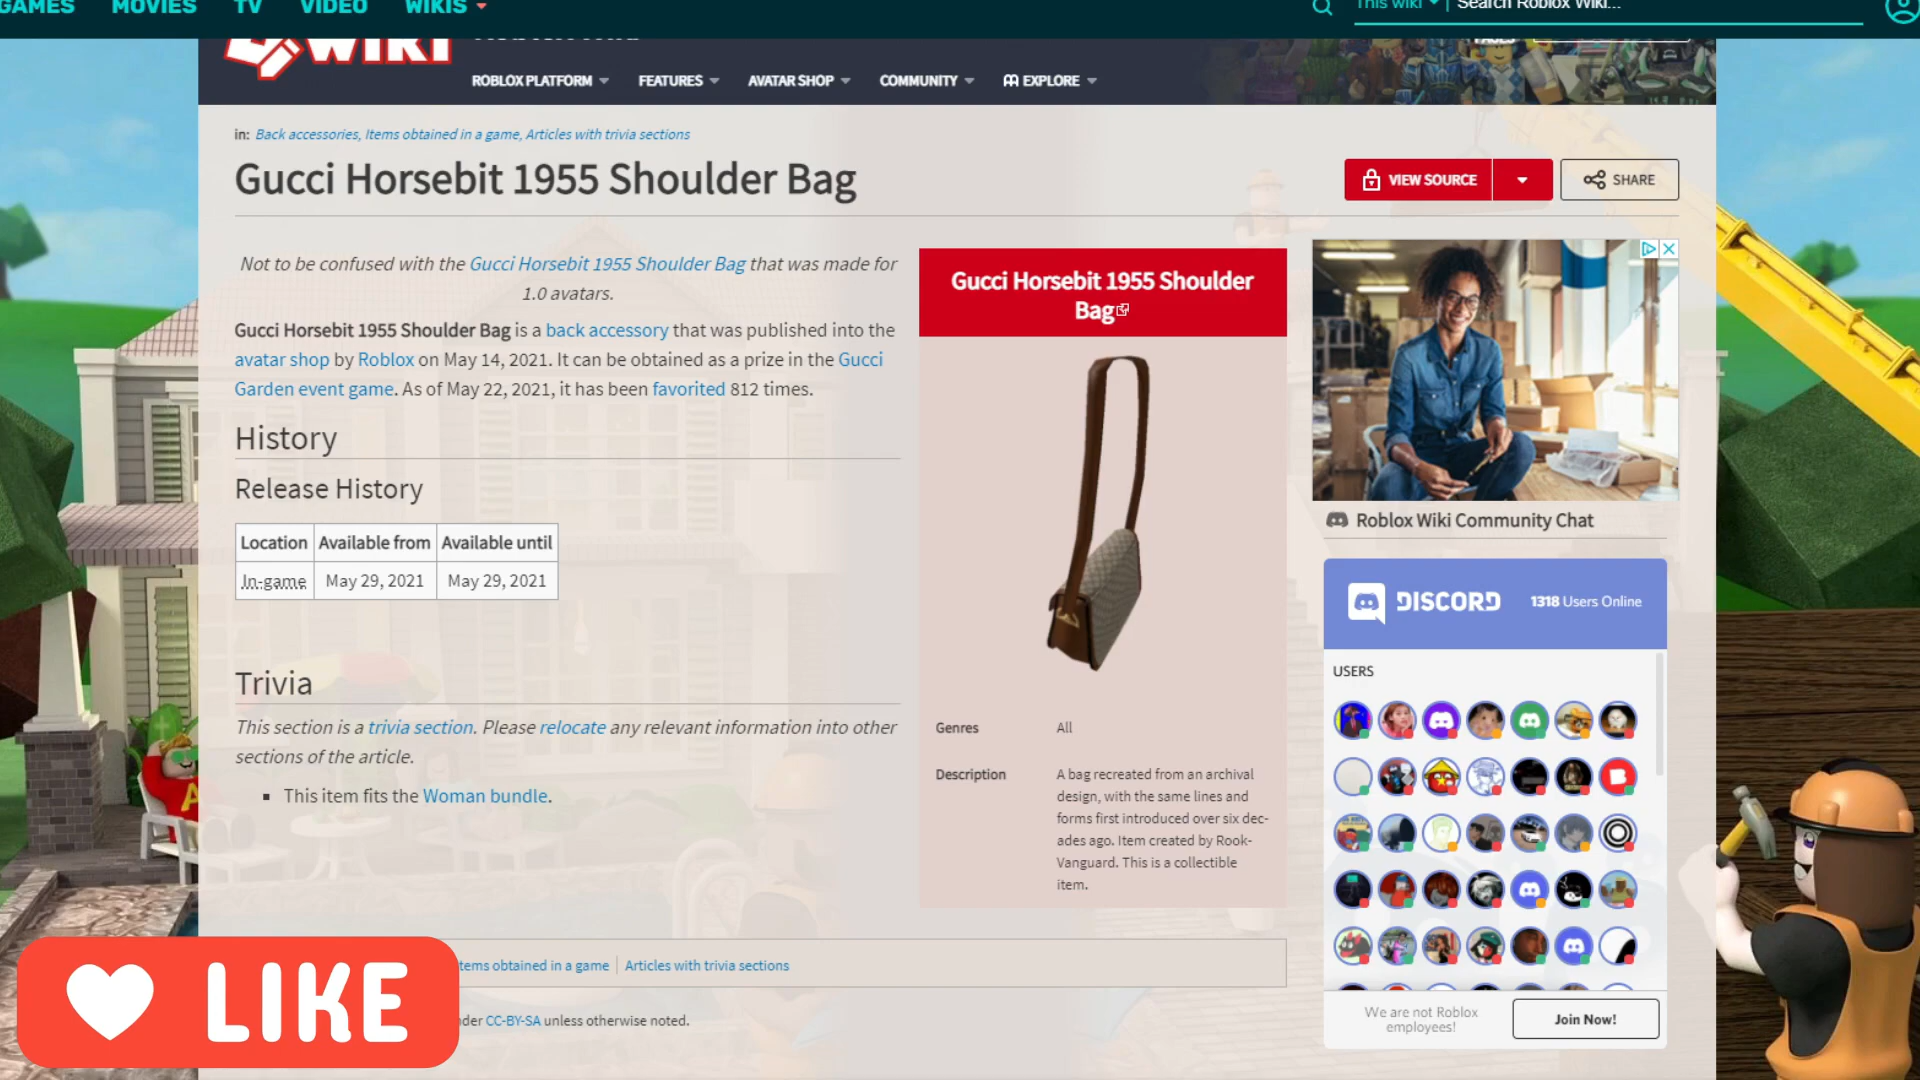 GAMES MOVIES TV VIDEO WIKIS
This wiki Search Roblox Wiki...
WIKI
PAGES
ROBLOX PLATFORM FEATURES AVATAR SHOP COMMUNITY EXPLORE
in: Back accessories, Items obtained in a game, Articles with trivia sections
Gucci Horsebit 1955 Shoulder Bag
VIEW SOURCE
SHARE
Not to be confused with the Gucci Horsebit 1955 Shoulder Bag that was made for
1.0 avatars.
Gucci Horsebit 1955 Shoulder Bag is a back accessory that was published into the
avatar shop by Roblox on May 14, 2021. It can be obtained as a prize in the Gucci
Garden event game. As of May 22, 2021, it has been favorited 812 times.
History
Release History
Location Available from Available until
In-game May 29, 2021 May 29, 2021
Trivia
This section is a trivia section. Please relocate any relevant information into other
sections of the article.
This item fits the Woman bundle.
Gucci Horsebit 1955 Shoulder
Bag
Genres All
Description A bag recreated from an archival
design, with the same lines and
forms first introduced over six dec-
ades ago. Item created by Rook-
Vanguard. This is a collectible
item.
Roblox Wiki Community Chat
DISCORD 1318 Users Online
USERS
We are not Roblox
employees!
Join Now!
tems obtained in a game Articles with trivia sections
nder CC-BY-SA unless otherwise noted.
LIKE